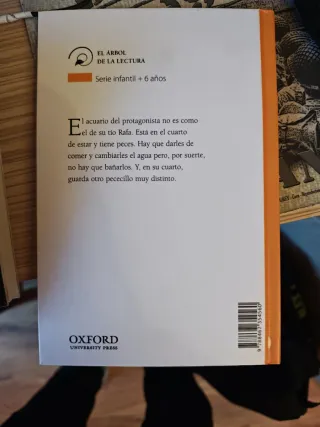 EL ÁRBOL
DE LA LECTURA
Serie infantil + 6 años
El acuario del protagonista no es como
el de su tío Rafa. Está en el cuarto
de estar y tiene peces. Hay que darles de
comer y cambiarles el agua pero, por suerte,
no hay que bañarlos. Y, en su cuarto,
guarda otro pececillo muy distinto.
OXFORD
UNIVERSITY PRESS